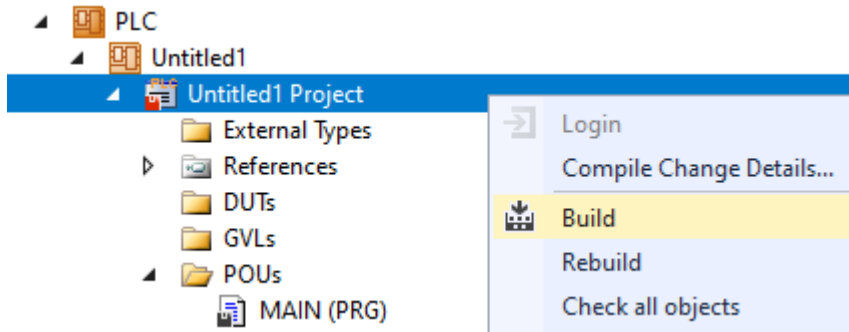 PLC
Untitled1
Untitled1 Project
External Types
References
DUTs
GVLs
POUs
MAIN (PRG)
Login
Compile Change Details...
Build
Rebuild
Check all objects